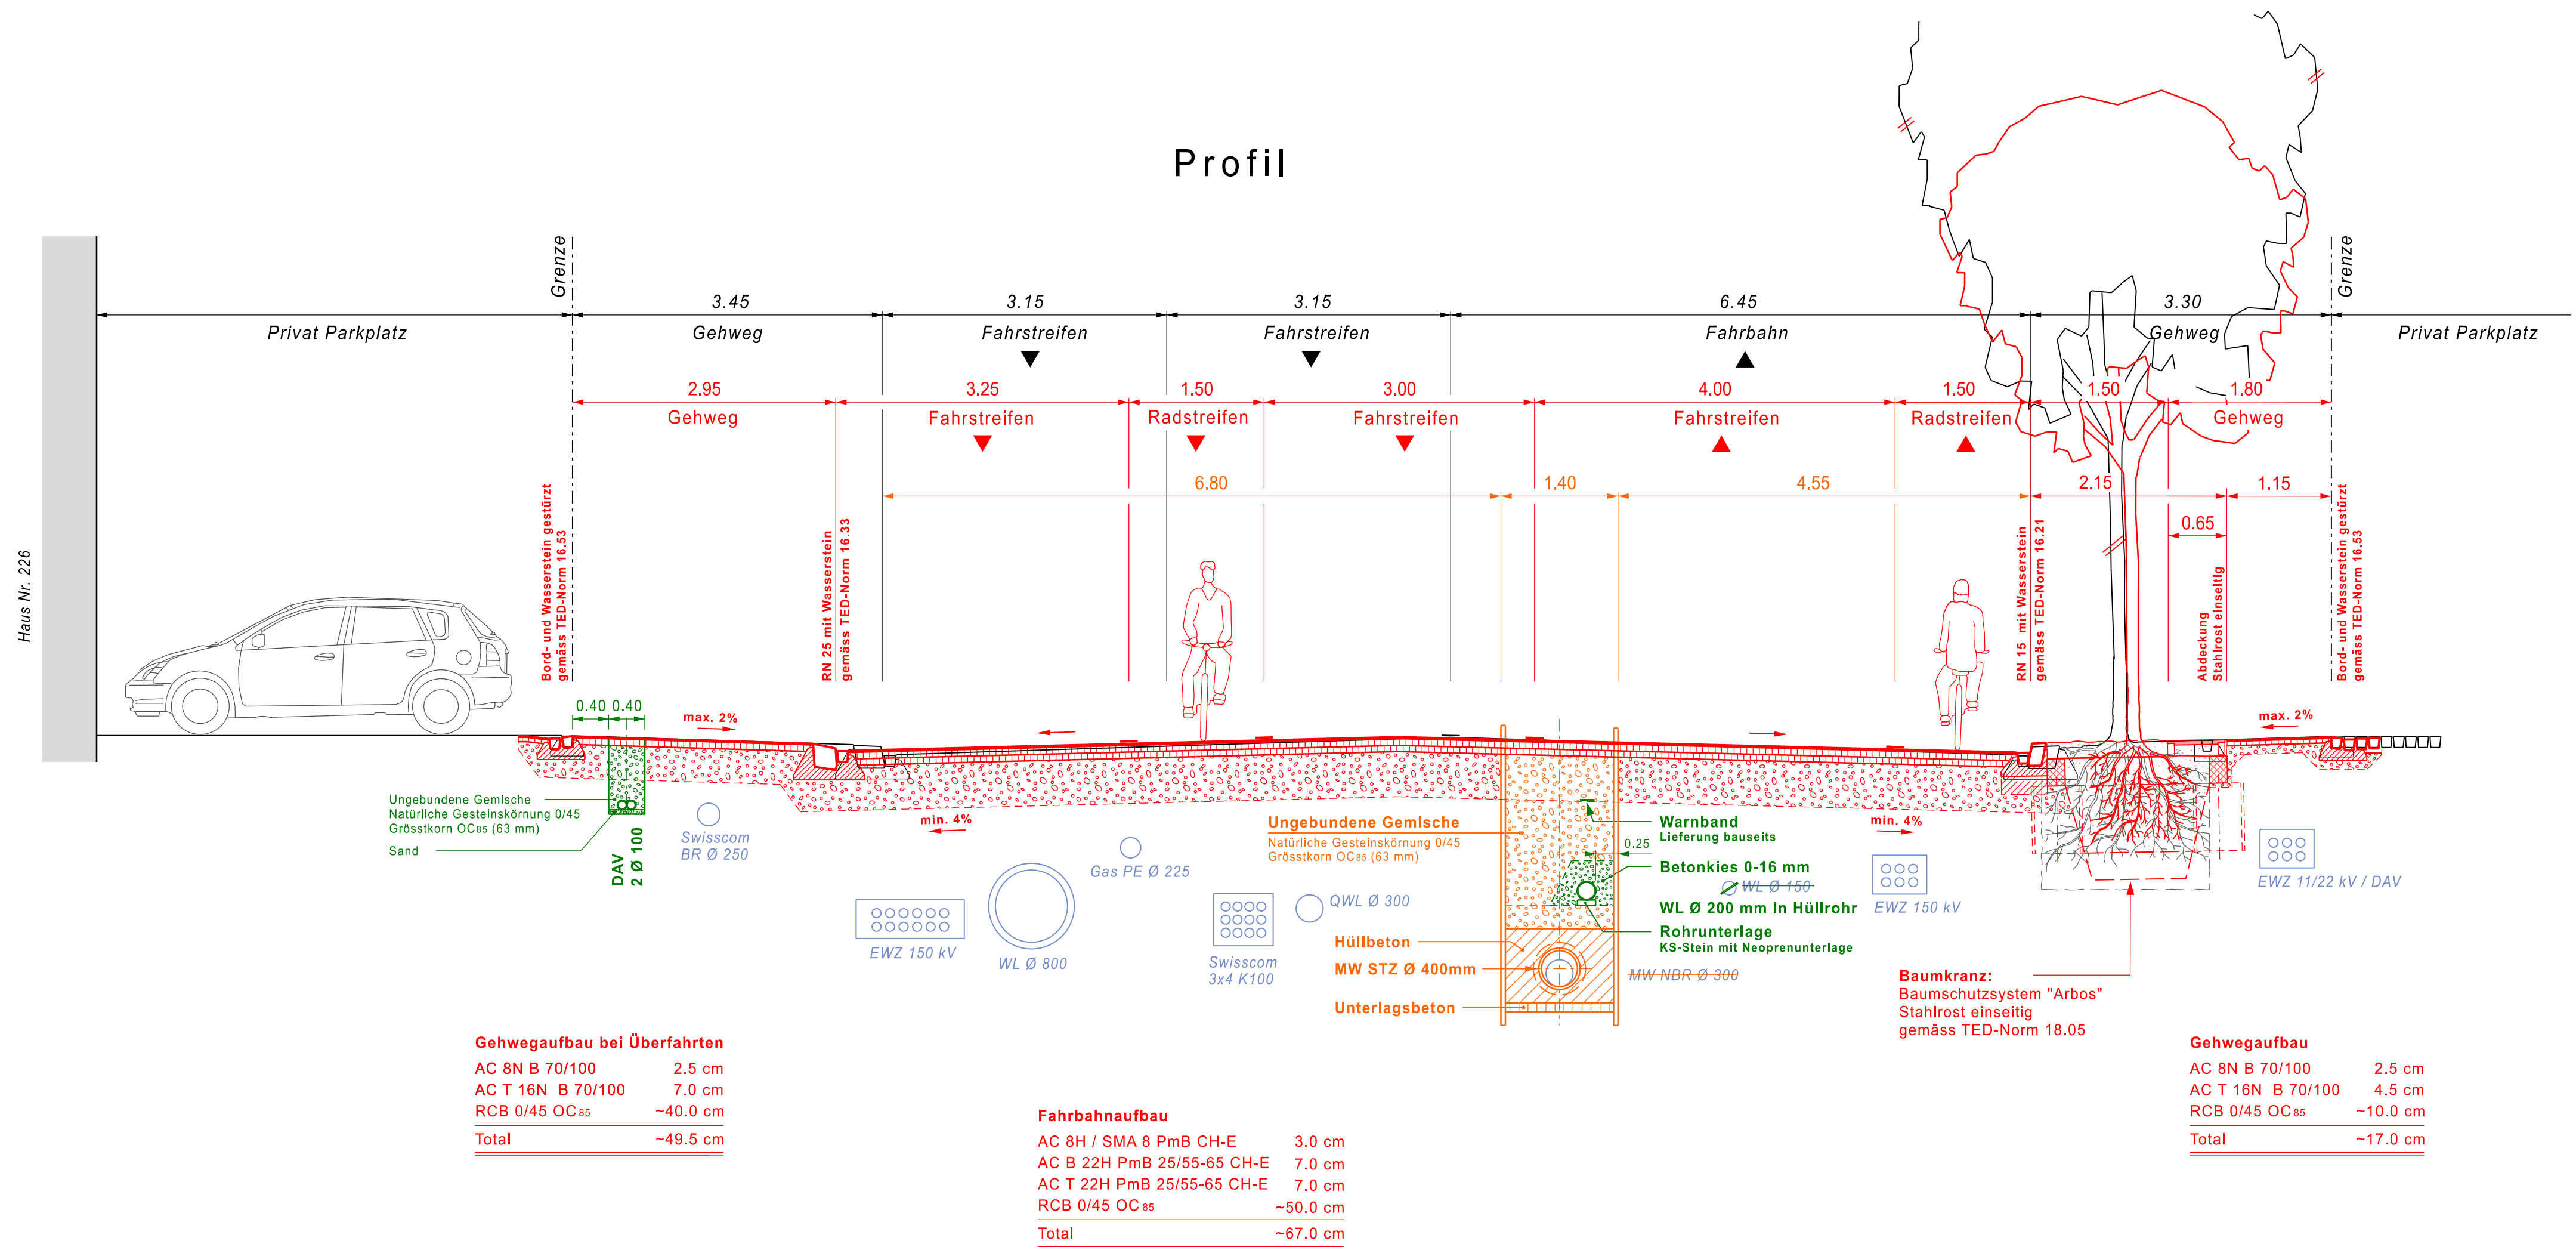 Profil
Grenze
Grenze
3.45
3.15
3.15
6.45
3.30
Privat Parkplatz
Gehweg
Fahrstreifen
Fahrstreifen
Fahrbahn
Gehweg
Privat Parkplatz
2.95
3.25
1.50
3.00
4.00
1.50
1.50
1.80
Gehweg
Fahrstreifen
Radstreifen
Fahrstreifen
Fahrstreifen
Radstreifen
Gehweg
6.80
1.40
4.55
2.15
1.15
0.65
Haus Nr. 226
Bord- und Wasserstein gestürzt
gemäss TED-Norm 16.53
RN 25 mit Wasserstein
gemäss TED-Norm 16.33
RN 15 mit Wasserstein
gemäss TED-Norm 16.21
Abdeckung
Stahlrost einseitig
Bord- und Wasserstein gestürzt
gemäss TED-Norm 16.53
0.40 0.40
max. 2%
max. 2%
Ungebundene Gemische
Natürliche Gesteinskörnung 0/45
Grösstkorn OC85 (63 mm)
Sand
DAV
2 Ø 100
Swisscom
BR Ø 250
min. 4%
EWZ 150 kV
WL Ø 800
Gas PE Ø 225
Swisscom
3x4 K100
QWL Ø 300
Ungebundene Gemische
Natürliche Gesteinskörnung 0/45
Grösstkorn OC85 (63 mm)
Hüllbeton
MW STZ Ø 400mm
Unterlagsbeton
Warnband
Lieferung bauseits
0.25
Betonkies 0-16 mm
WL Ø 150
WL Ø 200 mm in Hüllrohr
Rohrunterlage
KS-Stein mit Neoprenunterlage
MW NBR Ø 300
min. 4%
EWZ 150 kV
EWZ 11/22 kV / DAV
Baumkranz:
Baumschutzsystem "Arbos"
Stahlrost einseitig
gemäss TED-Norm 18.05
Gehwegaufbau bei Überfahrten
AC 8N B 70/100 2.5 cm
AC T 16N B 70/100 7.0 cm
RCB 0/45 OC85 ~40.0 cm
Total ~49.5 cm
Fahrbahnaufbau
AC 8H / SMA 8 PmB CH-E 3.0 cm
AC B 22H PmB 25/55-65 CH-E 7.0 cm
AC T 22H PmB 25/55-65 CH-E 7.0 cm
RCB 0/45 OC85 ~50.0 cm
Total ~67.0 cm
Gehwegaufbau
AC 8N B 70/100 2.5 cm
AC T 16N B 70/100 4.5 cm
RCB 0/45 OC85 ~10.0 cm
Total ~17.0 cm